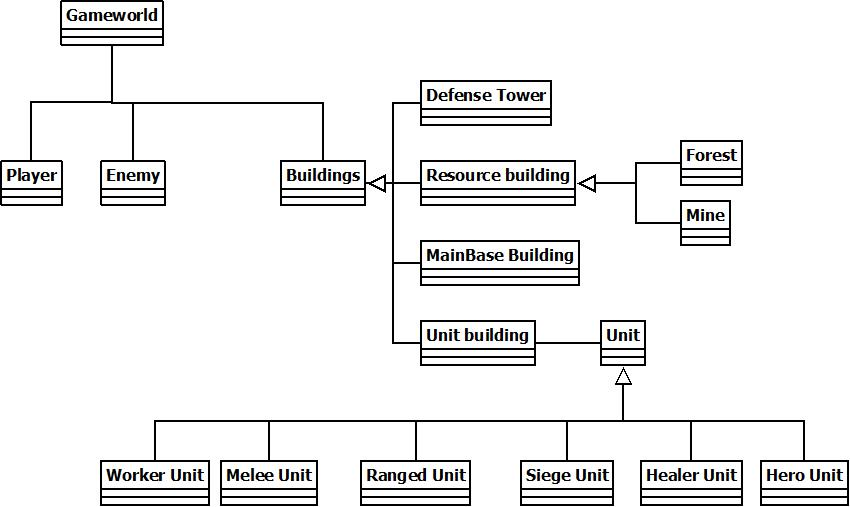 Gameworld
Defense Tower
Forest
Player
Enemy
Buildings
Resource building
Mine
MainBase Building
Unit building
Unit
Worker Unit
Melee Unit
Ranged Unit
Siege Unit
Healer Unit
Hero Unit